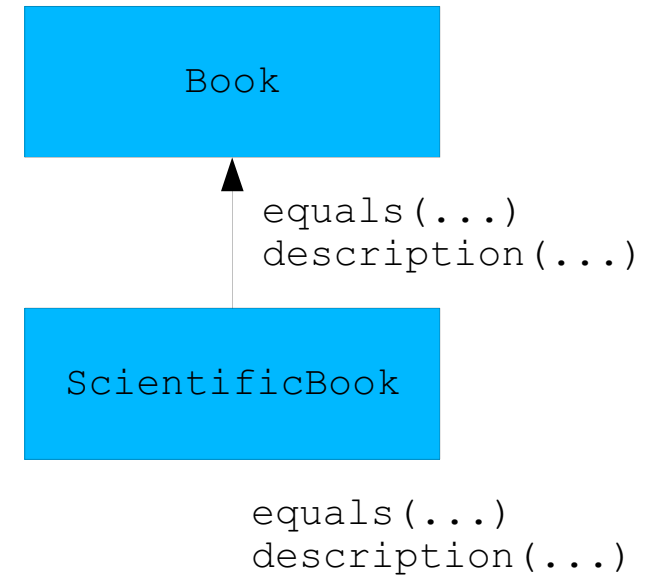 Book
equals(...)
description(...)
ScientificBook
equals(...)
description(...)